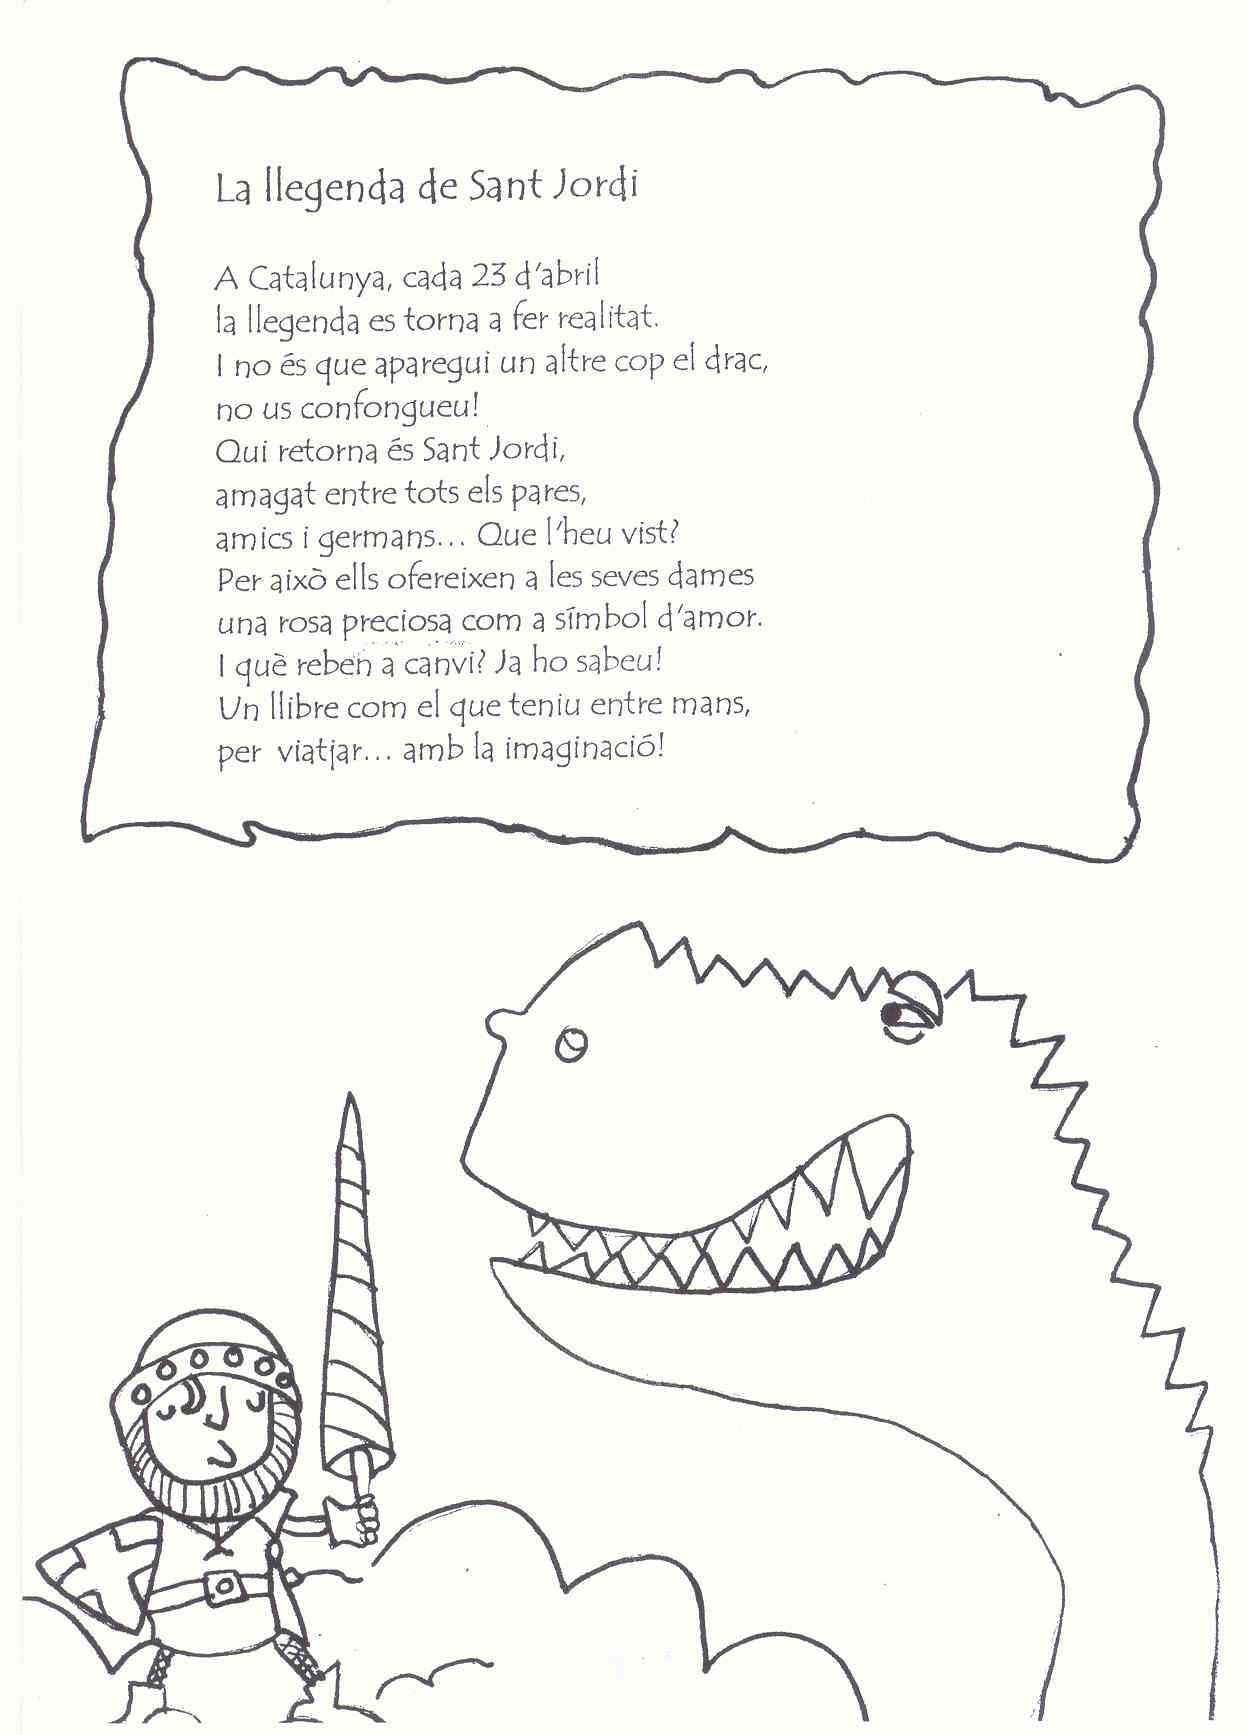 La llegenda de Sant Jordi
A Catalunya, cada 23 d'abril
la llegenda es torna a fer realitat.
I no és que aparegui un altre cop el drac,
no us confongueu!
Qui retorna és Sant Jordi,
amagat entre tots els pares,
amics i germans... Que l'heu vist?
Per això ells ofereixen a les seves dames
una rosa preciosa com a símbol d'amor.
I què reben a canvi? Ja ho sabeu!
Un llibre com el que teniu entre mans,
per viatjar... amb la imaginació!